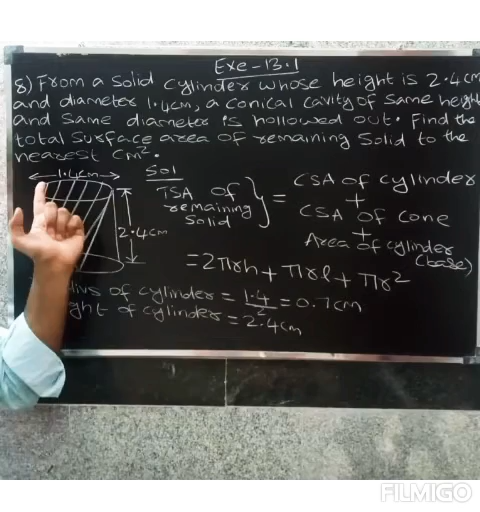 Exe-13.1
8) From a solid cylinder whose height is 2.4cm
and diameter 1.4cm, a conical cavity of same height
and same diameter is hollowed out. Find the
total surface area of remaining solid to the
nearest cm².
1.4cm
2.4cm
Sol
TSA of
remaining
solid
} =
CSA of cylinder
+
CSA of cone
+
Area of cylinder
(base)
= 2πrh + πrl + πr²
of cylinder = 1.4/2 = 0.7cm
of cylinder = 2.4cm
FILMIGO